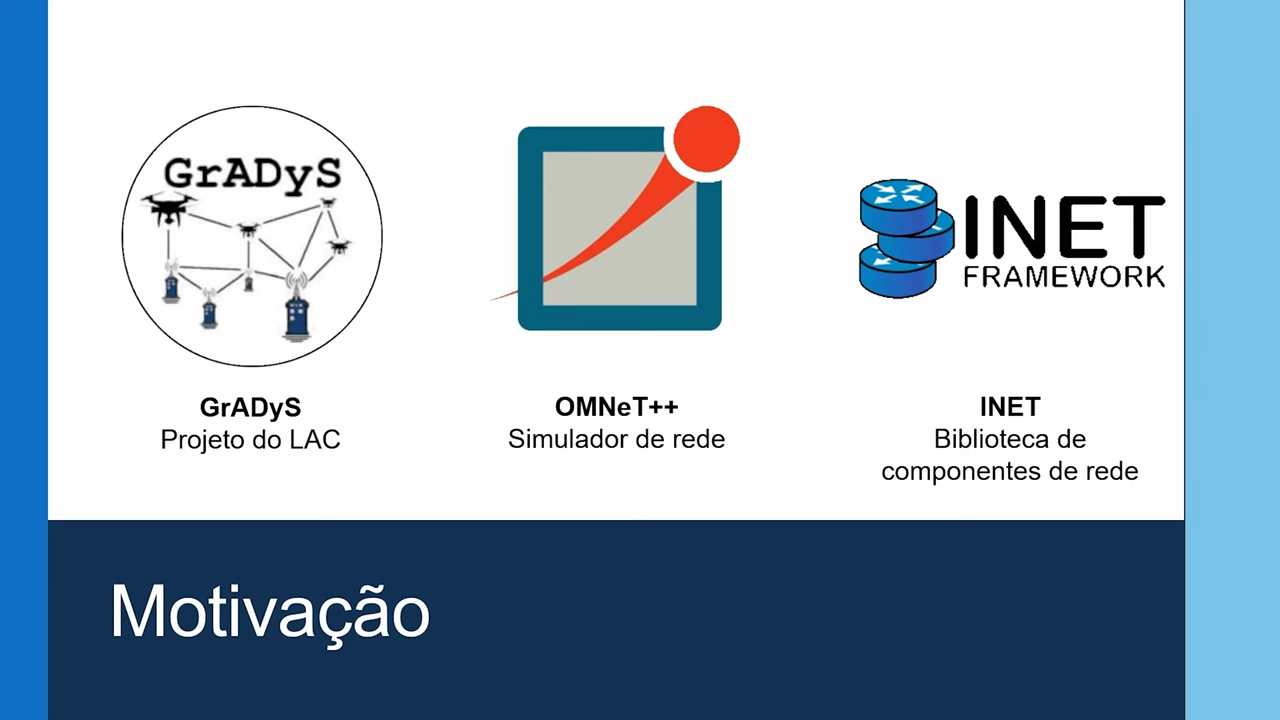 GrADyS
INET
FRAMEWORK
GrADyS
Projeto do LAC
OMNeT++
Simulador de rede
INET
Biblioteca de
componentes de rede
Motivação